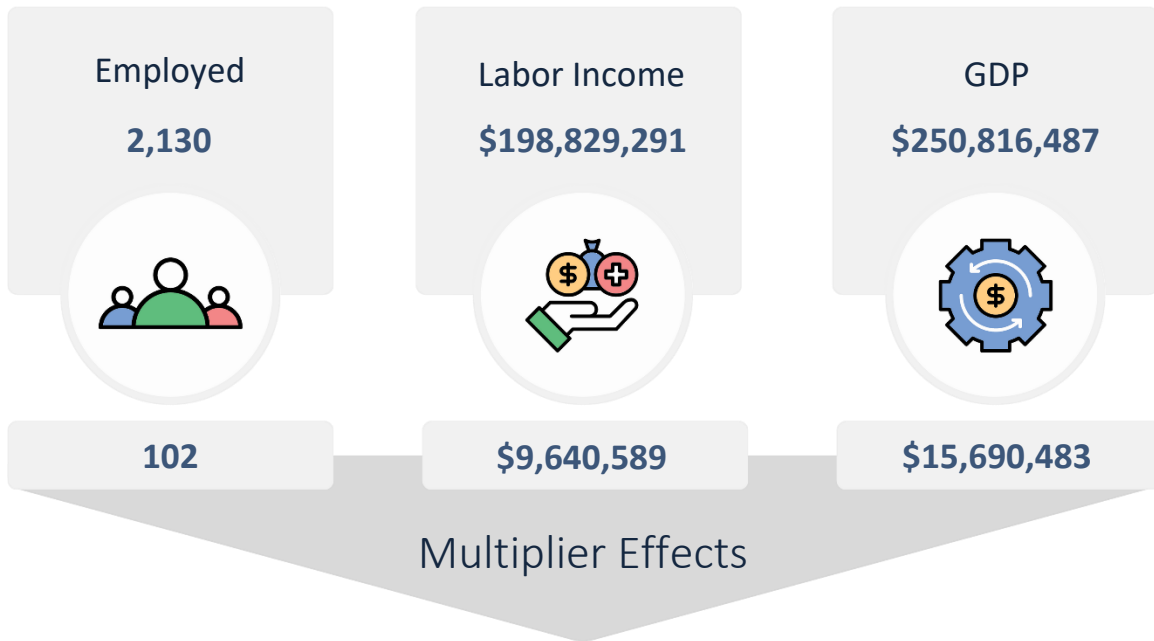 Employed
2,130
Labor Income
$198,829,291
GDP
$250,816,487
102
$9,640,589
$15,690,483
Multiplier Effects